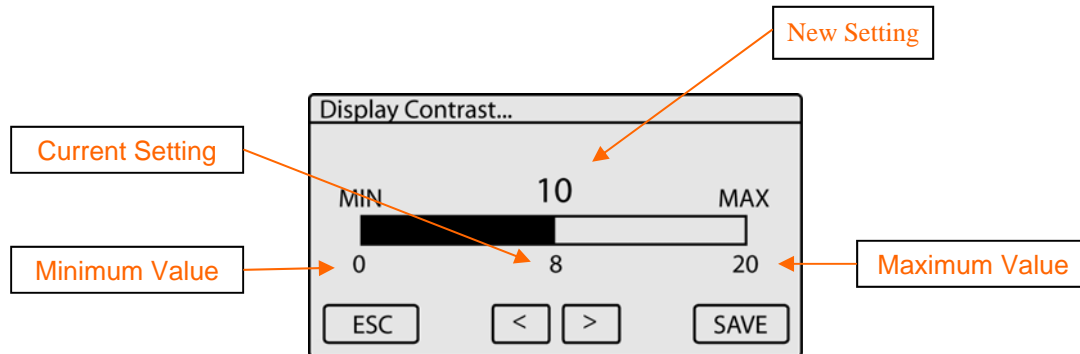 New Setting
Display Contrast...
Current Setting
MIN 10 MAX
Minimum Value 0 8 20 Maximum Value
ESC < > SAVE